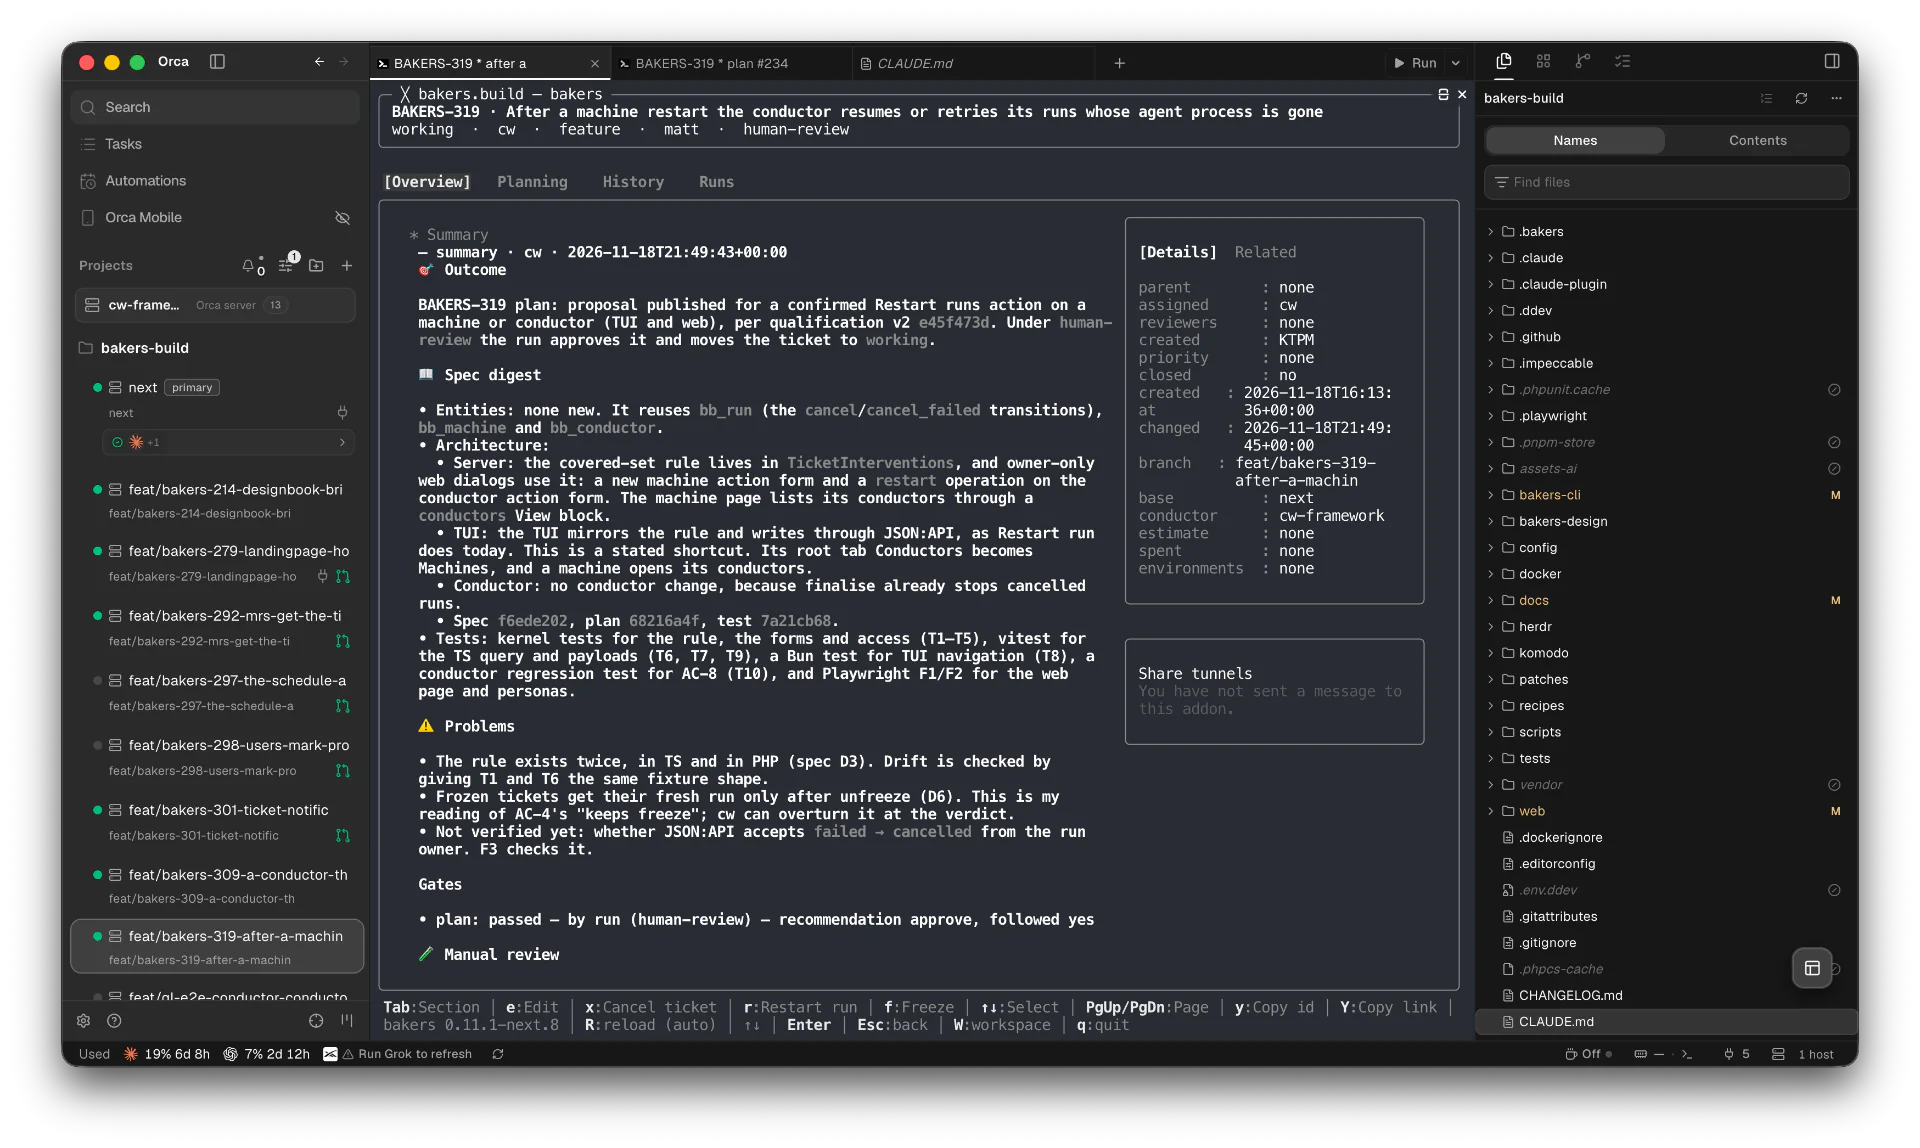 Orca
Search
Tasks
Automations
Orca Mobile
Projects
0
1
cw-frame... Orca server 13
bakers-build
next primary
next
+1
feat/bakers-214-designbook-bri
feat/bakers-214-designbook-bri
feat/bakers-279-landingpage-ho
feat/bakers-279-landingpage-ho
feat/bakers-292-mrs-get-the-ti
feat/bakers-292-mrs-get-the-ti
feat/bakers-297-the-schedule-a
feat/bakers-297-the-schedule-a
feat/bakers-298-users-mark-pro
feat/bakers-298-users-mark-pro
feat/bakers-301-ticket-notific
feat/bakers-301-ticket-notific
feat/bakers-309-a-conductor-th
feat/bakers-309-a-conductor-th
feat/bakers-319-after-a-machin
feat/bakers-319-after-a-machin
feat/gl-e2e-conductor-conducto
BAKERS-319 * after a
BAKERS-319 * plan #234
CLAUDE.md
Run
bakers.build — bakers
BAKERS-319 · After a machine restart the conductor resumes or retries its runs whose agent process is gone
working · cw · feature · matt · human-review
[Overview] Planning History Runs
* Summary
— summary · cw · 2026-11-18T21:49:43+00:00
🎯 Outcome
BAKERS-319 plan: proposal published for a confirmed Restart runs action on a
machine or conductor (TUI and web), per qualification v2 e45f473d. Under human-
review the run approves it and moves the ticket to working.
📖 Spec digest
• Entities: none new. It reuses bb_run (the cancel/cancel_failed transitions),
bb_machine and bb_conductor.
• Architecture:
• Server: the covered-set rule lives in TicketInterventions, and owner-only
web dialogs use it: a new machine action form and a restart operation on the
conductor action form. The machine page lists its conductors through a
conductors View block.
• TUI: the TUI mirrors the rule and writes through JSON:API, as Restart run
does today. This is a stated shortcut. Its root tab Conductors becomes
Machines, and a machine opens its conductors.
• Conductor: no conductor change, because finalise already stops cancelled
runs.
• Spec f6ede202, plan 68216a4f, test 7a21cb68.
• Tests: kernel tests for the rule, the forms and access (T1–T5), vitest for
the TS query and payloads (T6, T7, T9), a Bun test for TUI navigation (T8), a
conductor regression test for AC-8 (T10), and Playwright F1/F2 for the web
page and personas.
⚠️ Problems
• The rule exists twice, in TS and in PHP (spec D3). Drift is checked by
giving T1 and T6 the same fixture shape.
• Frozen tickets get their fresh run only after unfreeze (D6). This is my
reading of AC-4's "keeps freeze"; cw can overturn it at the verdict.
• Not verified yet: whether JSON:API accepts failed → cancelled from the run
owner. F3 checks it.
Gates
• plan: passed — by run (human-review) — recommendation approve, followed yes
Manual review
[Details] Related
parent : none
assigned : cw
reviewers : none
created : KTPM
priority : none
closed : no
created : 2026-11-18T16:13:
at 36+00:00
changed : 2026-11-18T21:49:
45+00:00
branch : feat/bakers-319-
after-a-machin
base : next
conductor : cw-framework
estimate : none
spent : none
environments : none
Share tunnels
You have not sent a message to
this addon.
Tab:Section | e:Edit | x:Cancel ticket | r:Restart run | f:Freeze | ↑↓:Select | PgUp/PgDn:Page | y:Copy id | Y:Copy link |
bakers 0.11.1-next.8 | R:reload (auto) | ↑↓ | Enter | Esc:back | W:workspace | q:quit
bakers-build
Names Contents
Find files
.bakers
.claude
.claude-plugin
.ddev
.github
.impeccable
.phpunit.cache
.playwright
.pnpm-store
assets-ai
bakers-cli M
bakers-design
config
docker
docs M
herdr
komodo
patches
recipes
scripts
tests
vendor
web M
.dockerignore
.editorconfig
.env.ddev
.gitattributes
.gitignore
.phpcs-cache
CHANGELOG.md
CLAUDE.md
Used 19% 6d 8h 7% 2d 12h Run Grok to refresh
Off — · 5 1 host